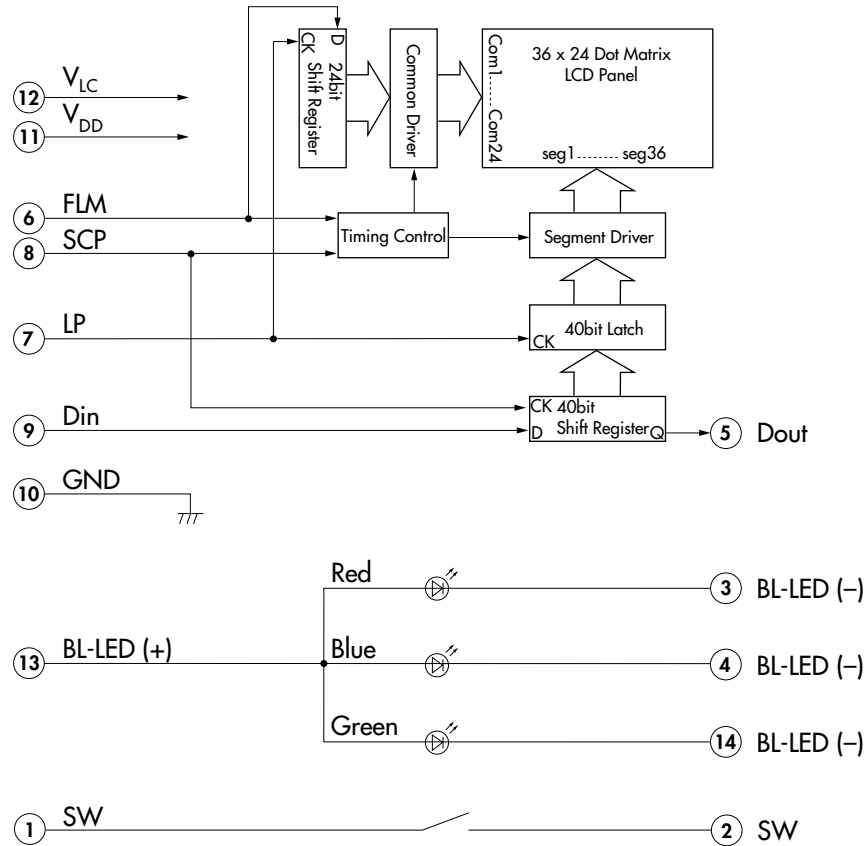 D
CK
24bit
Shift Register
Common Driver
Com1......Com24
36 x 24 Dot Matrix
LCD Panel
seg1 ......... seg36
12 VLC
11 VDD
6 FLM
Timing Control
Segment Driver
8 SCP
7 LP
40bit Latch
CK
CK 40bit
D Shift Register Q
9 Din
5 Dout
10 GND
Red
3 BL-LED (–)
13 BL-LED (+)
Blue
4 BL-LED (–)
Green
14 BL-LED (–)
1 SW
2 SW